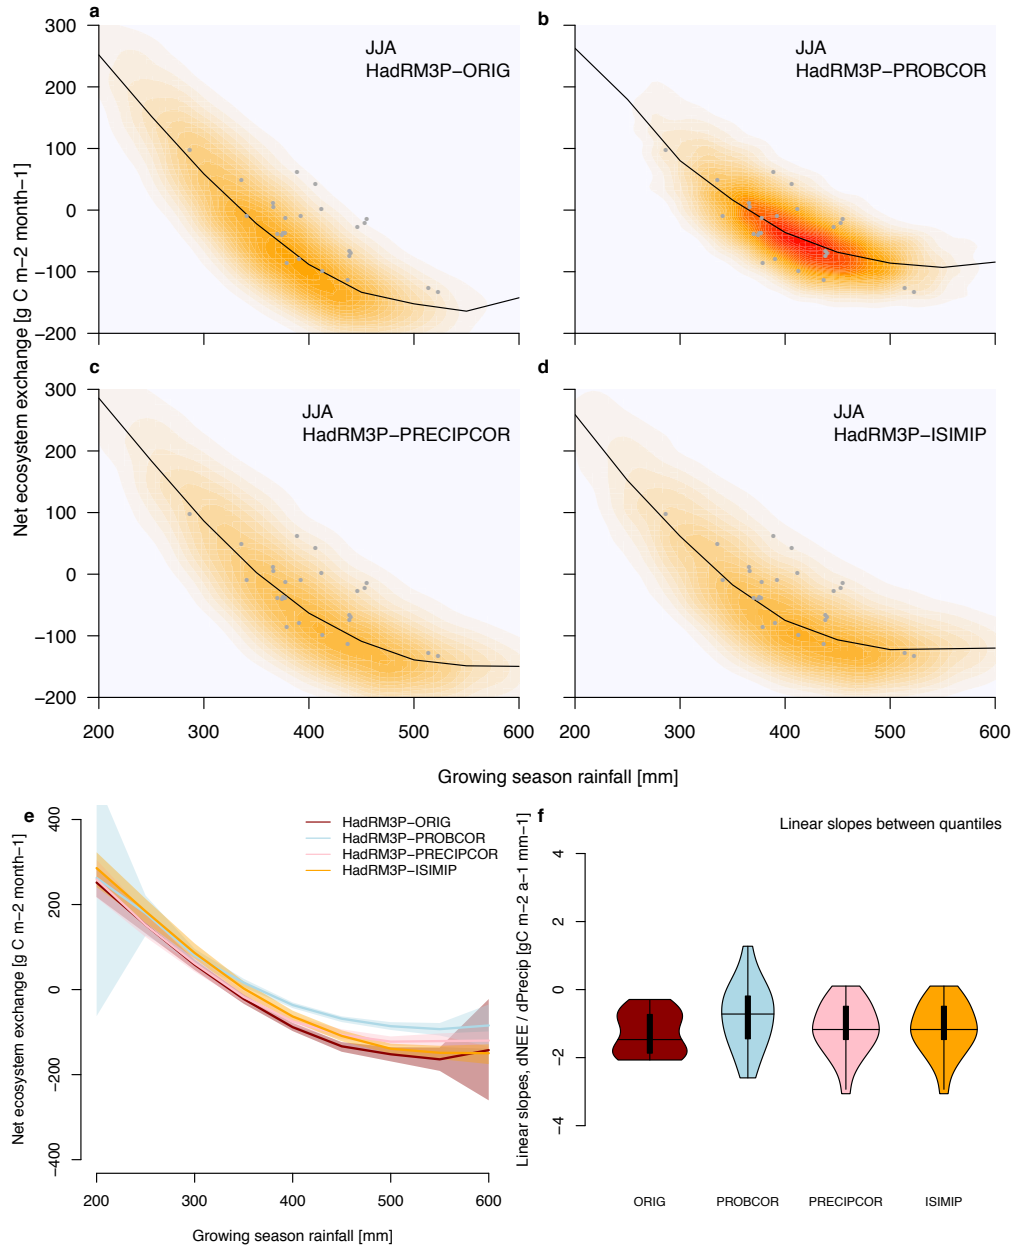 a
300
200
100
0
−100
−200
JJA
HadRM3P−ORIG
b
JJA
HadRM3P−PROBCOR
Net ecosystem exchange [g C m−2 month−1]
c
300
200
100
0
−100
−200
JJA
HadRM3P−PRECIPCOR
200 300 400 500 600
d
JJA
HadRM3P−ISIMIP
200 300 400 500 600
Growing season rainfall [mm]
e
Net ecosystem exchange [g C m−2 month−1]
400
200
0
−200
−400
HadRM3P−ORIG
HadRM3P−PROBCOR
HadRM3P−PRECIPCOR
HadRM3P−ISIMIP
200 300 400 500 600
Growing season rainfall [mm]
f
Linear slopes between quantiles
Linear slopes, dNEE / dPrecip [gC m−2 a−1 mm−1]
4
2
0
−2
−4
ORIG PROBCOR PRECIPCOR ISIMIP